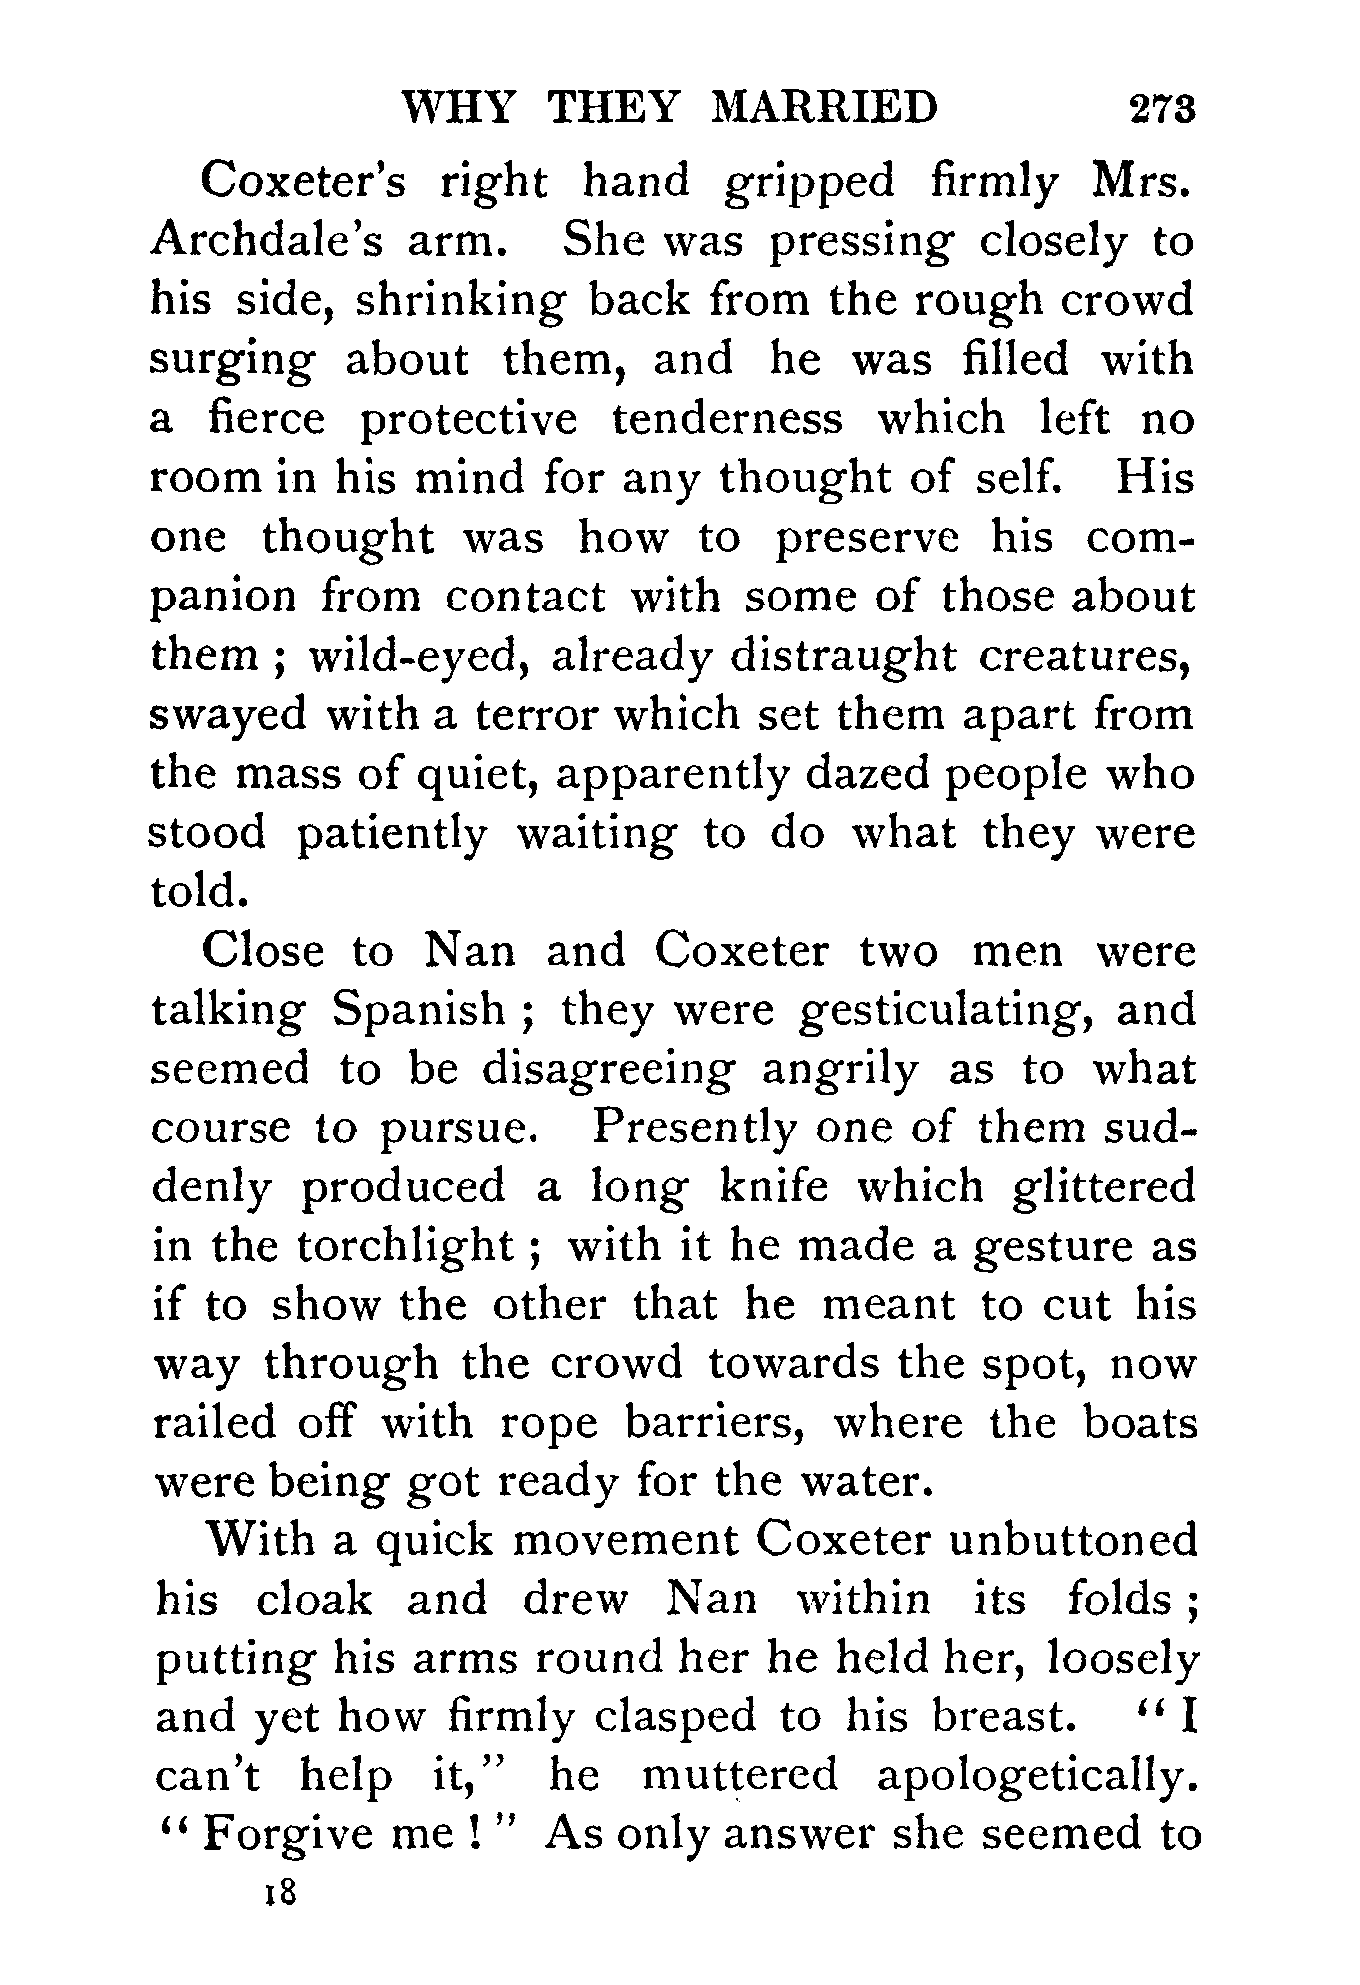 WHY THEY MARRIED 273
Coxeter's right hand gripped firmly Mrs.
Archdale's arm. She was pressing closely to
his side, shrinking back from the rough crowd
surging about them, and he was filled with
a fierce protective tenderness which left no
room in his mind for any thought of self. His
one thought was how to preserve his com-
panion from contact with some of those about
them ; wild-eyed, already distraught creatures,
swayed with a terror which set them apart from
the mass of quiet, apparently dazed people who
stood patiently waiting to do what they were
told.
Close to Nan and Coxeter two men were
talking Spanish ; they were gesticulating, and
seemed to be disagreeing angrily as to what
course to pursue. Presently one of them sud-
denly produced a long knife which glittered
in the torchlight ; with it he made a gesture as
if to show the other that he meant to cut his
way through the crowd towards the spot, now
railed off with rope barriers, where the boats
were being got ready for the water.
With a quick movement Coxeter unbuttoned
his cloak and drew Nan within its folds ;
putting his arms round her he held her, loosely
and yet how firmly clasped to his breast. “ I
can't help it,” he muttered apologetically.
“ Forgive me ! ” As only answer she seemed to
18